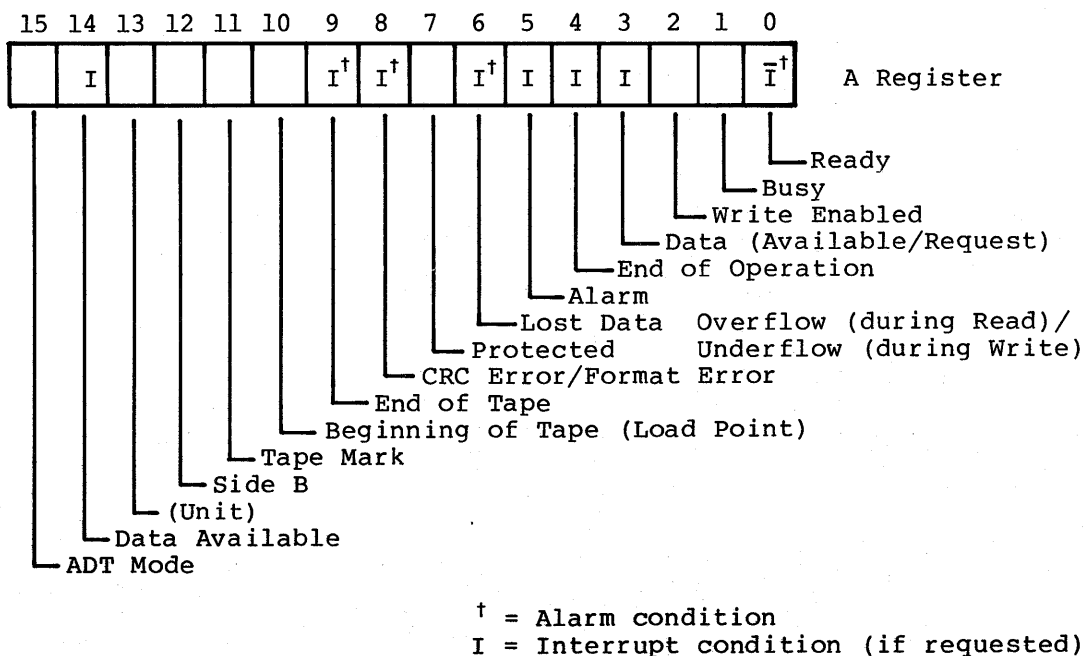 15 14 13 12 11 10 9 8 7 6 5 4 3 2 1 0
I I† I† I† I I I Ī† A Register
Ready
Busy
Write Enabled
Data (Available/Request)
End of Operation
Alarm
Lost Data Overflow (during Read)/
Protected Underflow (during Write)
CRC Error/Format Error
End of Tape
Beginning of Tape (Load Point)
Tape Mark
Side B
(Unit)
Data Available
ADT Mode
† = Alarm condition
I = Interrupt condition (if requested)